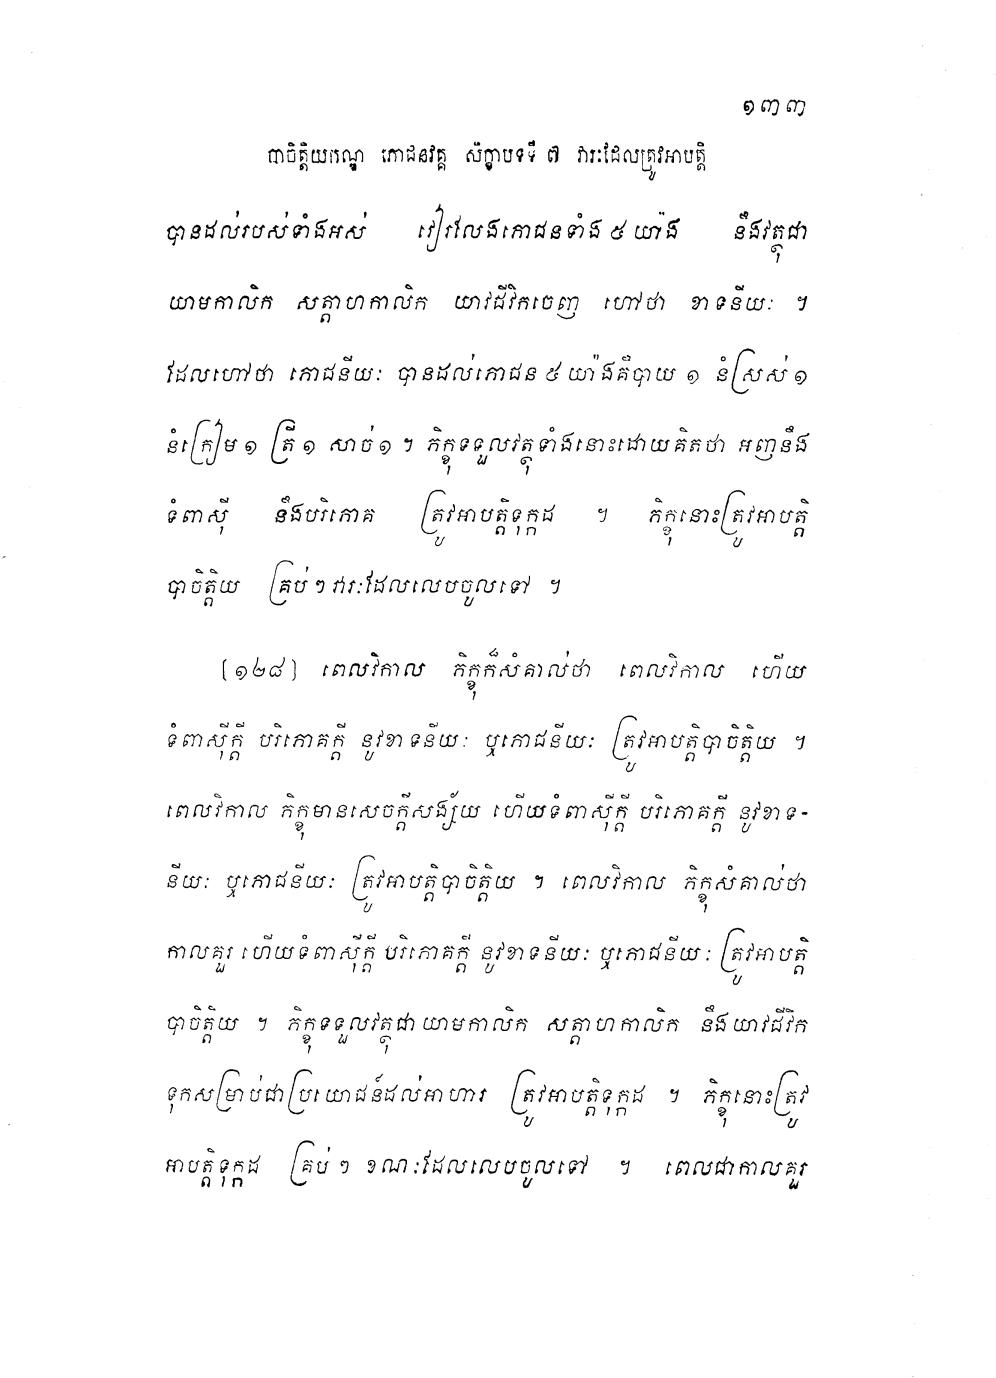 ១៣៣
បាចិត្តិយកណ្ឌ ភោជនវគ្គ សិក្ខាបទទី ៧ វារៈដែលត្រូវអាបត្តិ
បានដល់របស់ទាំងអស់ វៀរលែងភោជនទាំង ៥ យ៉ាង នឹងវត្ថុជា
យាមកាលិក សត្តាហកាលិក យាវជីវិកចេញ ហៅថា ខាទនីយៈ ។
ដែលហៅថា ភោជនីយៈ បានដល់ភោជន ៥ យ៉ាងគឺបាយ ១ នំស្រស់ ១
នំក្រៀម ១ ត្រី ១ សាច់ ១ ។ ភិក្ខុទទួលវត្ថុទាំងនោះដោយគិតថា អញនឹង
ទំពាស៊ី នឹងបរិភោគ ត្រូវអាបត្តិទុក្កដ ។ ភិក្ខុនោះត្រូវអាបត្តិ
បាចិត្តិយ គ្រប់ៗវារៈដែលលេបចូលទៅ ។
[១២៨] ពេលវិកាល ភិក្ខុក៏សំគាល់ថា ពេលវិកាល ហើយ
ទំពាស៊ីក្តី បរិភោគក្តី នូវខាទនីយៈ ឬភោជនីយៈ ត្រូវអាបត្តិបាចិត្តិយ ។
ពេលវិកាល ភិក្ខុមានសេចក្តីសង្ស័យ ហើយទំពាស៊ីក្តី បរិភោគក្តី នូវខាទ-
នីយៈ ឬភោជនីយៈ ត្រូវអាបត្តិបាចិត្តិយ ។ ពេលវិកាល ភិក្ខុសំគាល់ថា
កាលគួរ ហើយទំពាស៊ីក្តី បរិភោគក្តី នូវខាទនីយៈ ឬភោជនីយៈ ត្រូវអាបត្តិ
បាចិត្តិយ ។ ភិក្ខុទទួលវត្ថុជាយាមកាលិក សត្តាហកាលិក នឹងយាវជីវិក
ទុកសម្រាប់ជាប្រយោជន៍ដល់អាហារ ត្រូវអាបត្តិទុក្កដ ។ ភិក្ខុនោះត្រូវ
អាបត្តិទុក្កដ គ្រប់ៗ ខណៈដែលលេបចូលទៅ ។ ពេលជាកាលគួរ